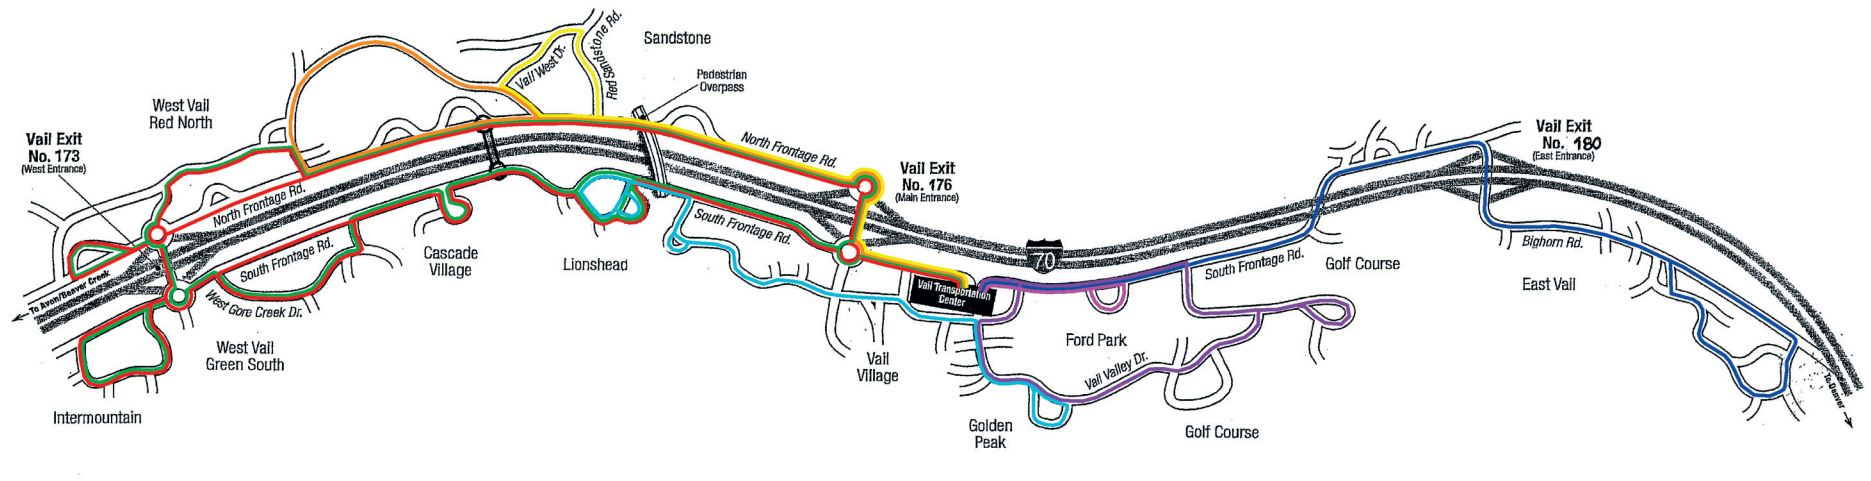 Sandstone
Red Sandstone Rd.
Vail West Dr.
Pedestrian
Overpass
West Vail
Red North
Vail Exit
No. 173
(West Entrance)
North Frontage Rd.
Vail Exit
No. 176
(Main Entrance)
Vail Exit
No. 180
(East Entrance)
North Frontage Rd.
South Frontage Rd.
Cascade
Village
Lionshead
South Frontage Rd.
70
South Frontage Rd.
Golf Course
Bighorn Rd.
East Vail
To Avon/Beaver Creek
West Gore Creek Dr.
Vail Transportation
Center
West Vail
Green South
Ford Park
Vail
Village
Vail Valley Dr.
To Denver
Intermountain
Golden
Peak
Golf Course